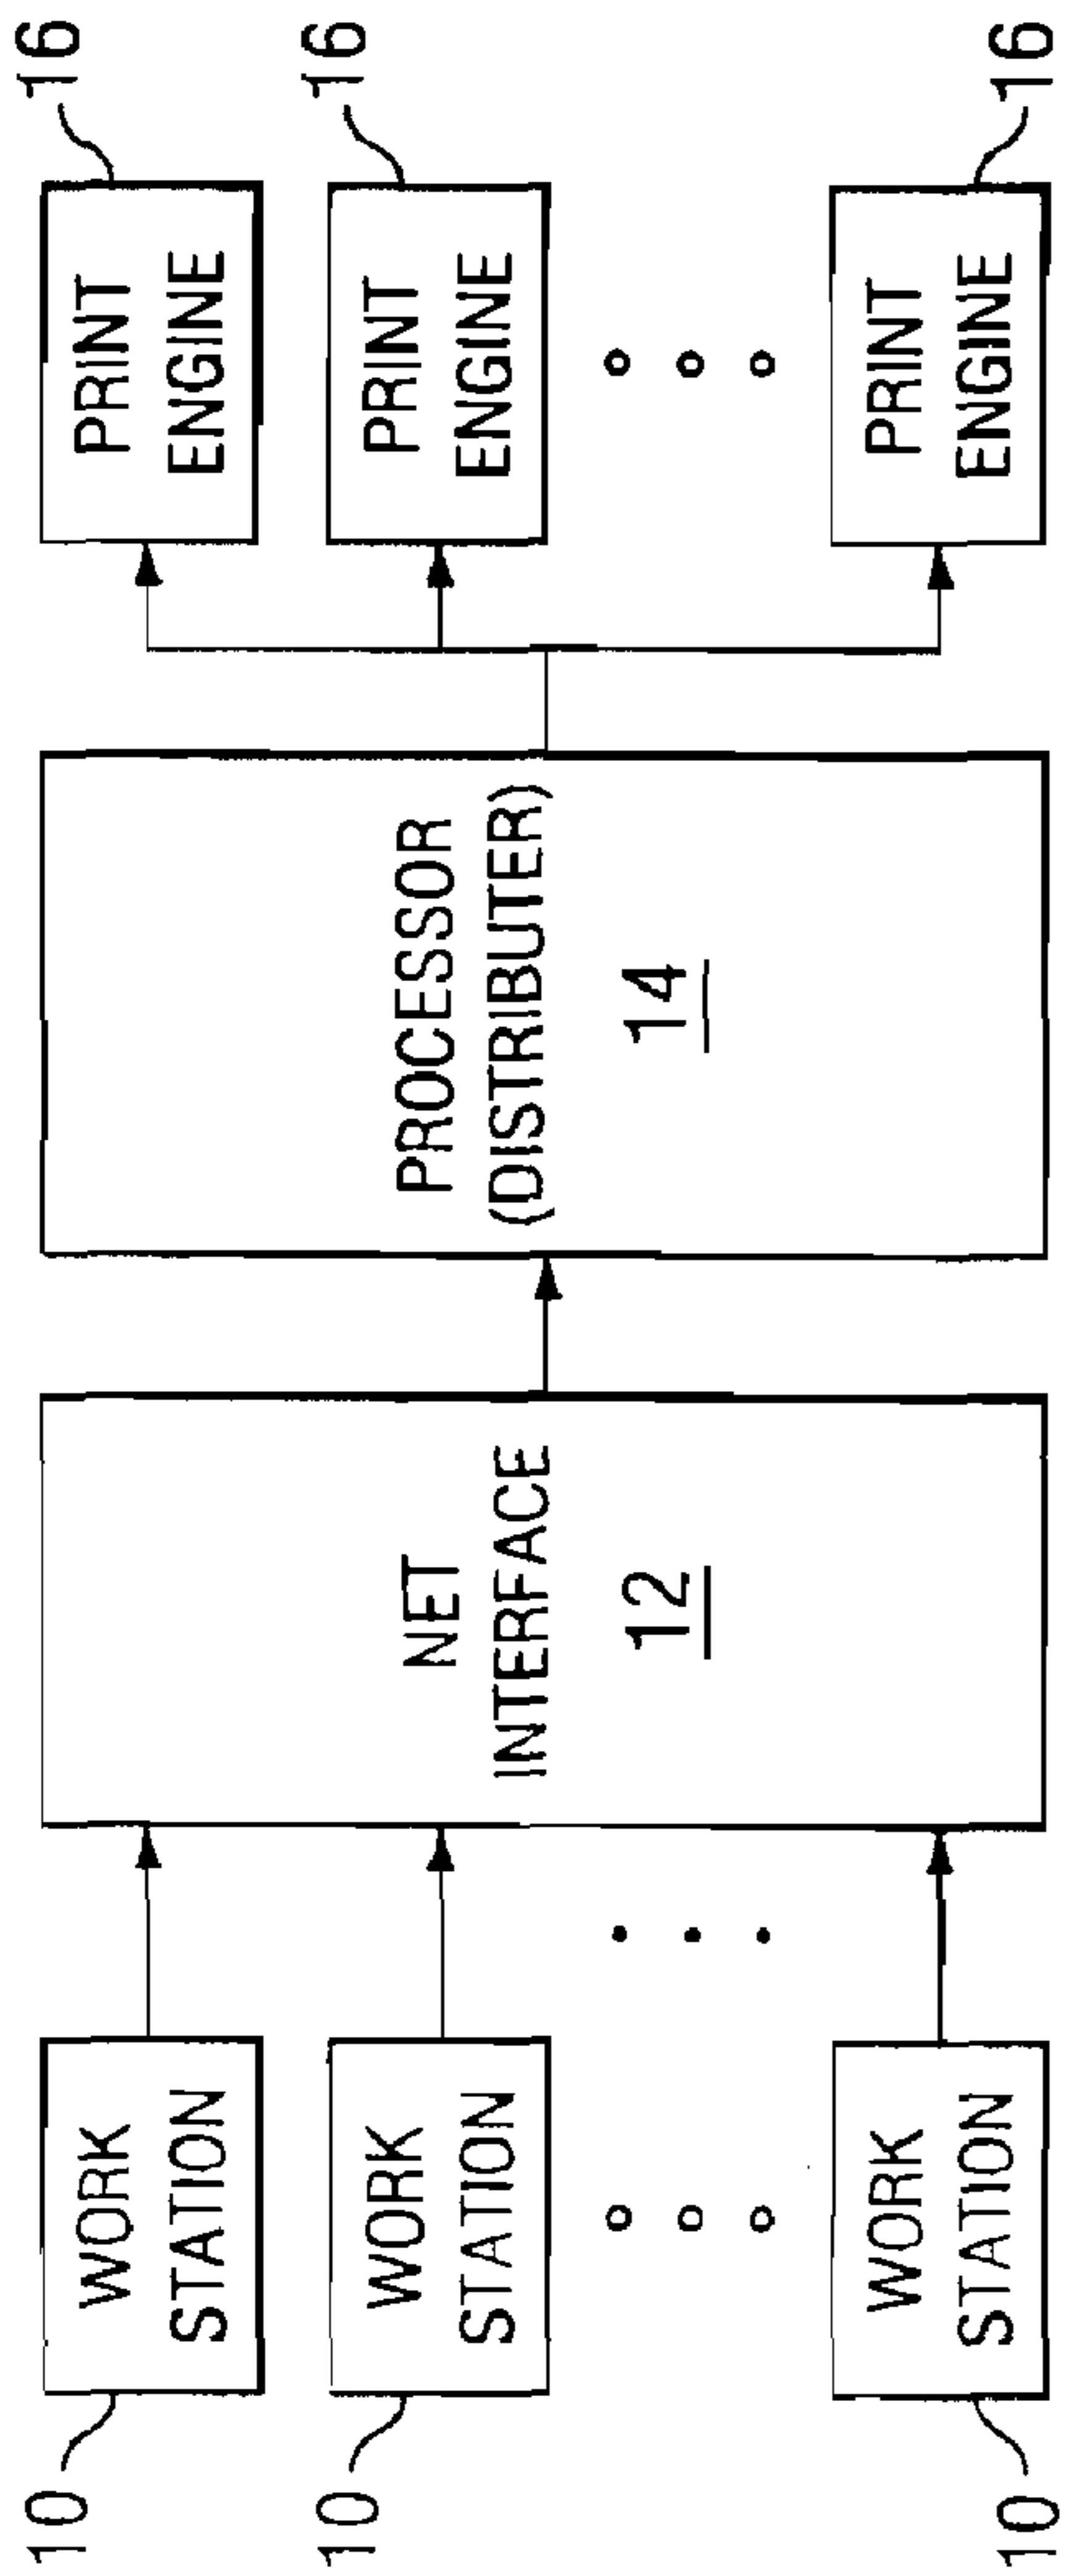 10
WORK
STATION
10
WORK
STATION
10
WORK
STATION
NET
INTERFACE
12
PROCESSOR
(DISTRIBUTER)
14
PRINT
ENGINE
16
PRINT
ENGINE
16
PRINT
ENGINE
16